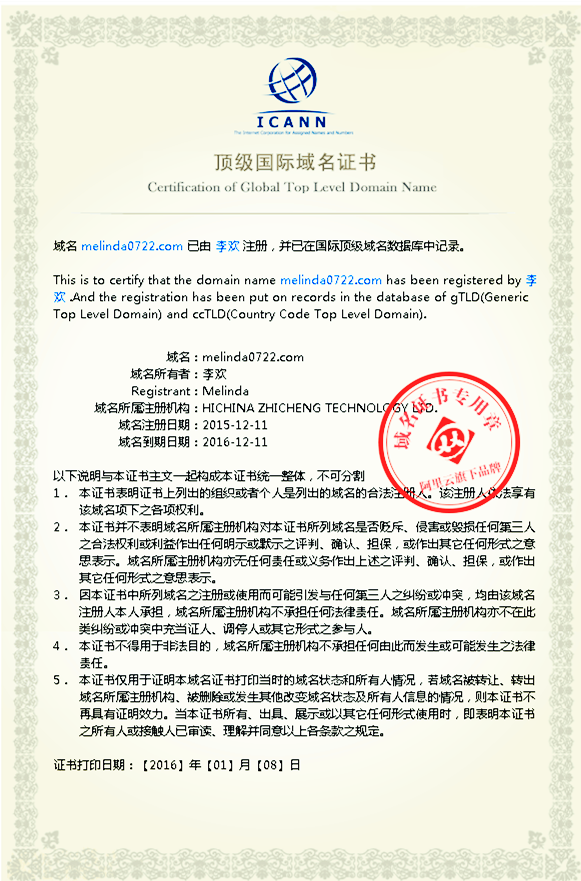 ICANN
The Internet Corporation for Assigned Names and Numbers
顶级国际域名证书
Certification of Global Top Level Domain Name
域名 melinda0722.com 已由 李欢 注册，并已在国际顶级域名数据库中记录。
This is to certify that the domain name melinda0722.com has been registered by 李
欢 .And the registration has been put on records in the database of gTLD(Generic
Top Level Domain) and ccTLD(Country Code Top Level Domain).
域名：melinda0722.com
域名所有者：李欢
Registrant：Melinda
域名所属注册机构：HICHINA ZHICHENG TECHNOLOGY LTD.
域名注册日期：2015-12-11
域名到期日期：2016-12-11
域名证书专用章
阿里云旗下品牌
以下说明与本证书主文一起构成本证书统一整体，不可分割
1． 本证书表明证书上列出的组织或者个人是列出的域名的合法注册人。该注册人依法享有
该域名项下之各项权利。
2． 本证书并不表明域名所属注册机构对本证书所列域名是否贬斥、侵害或毁损任何第三人
之合法权利或利益作出任何明示或默示之评判、确认、担保，或作出其它任何形式之意
思表示。域名所属注册机构亦无任何责任或义务作出上述之评判、确认、担保，或作出
其它任何形式之意思表示。
3． 因本证书中所列域名之注册或使用而可能引发与任何第三人之纠纷或冲突，均由该域名
注册人本人承担，域名所属注册机构不承担任何法律责任。域名所属注册机构亦不在此
类纠纷或冲突中充当证人、调停人或其它形式之参与人。
4． 本证书不得用于非法目的，域名所属注册机构不承担任何由此而发生或可能发生之法律
责任。
5． 本证书仅用于证明本域名证书打印当时的域名状态和所有人情况，若域名被转让、转出
域名所属注册机构、被删除或发生其他改变域名状态及所有人信息的情况，则本证书不
再具有证明效力。当本证书所有、出具、展示或以其它任何形式使用时，即表明本证书
之所有人或接触人已审读、理解并同意以上各条款之规定。
证书打印日期：【2016】年【01】月【08】日